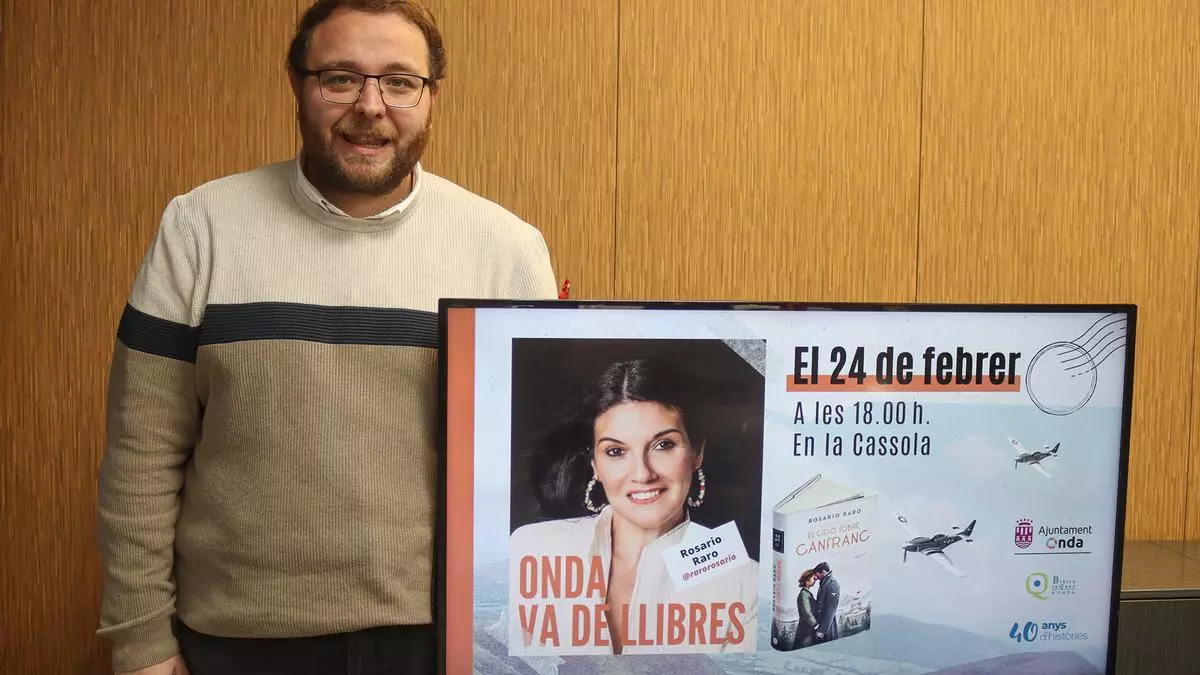 El 24 de febrer
A les 18.00 h.
En la Cassola
Rosario
Raro
@rarorosario
ONDA
VA DE LLIBRES
ROSARIO RARO
EL CIELO SOBRE
CANFRANC
Ajuntament
Onda
40 anys
d'històries